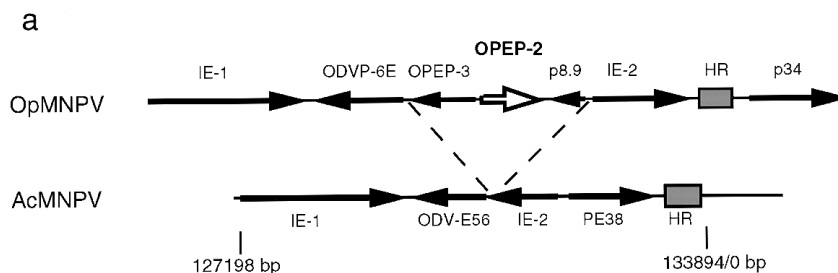 a
OPEP-2
IE-1 ODVP-6E OPEP-3 p8.9 IE-2 HR p34
OpMNPV
AcMNPV
IE-1 ODV-E56 IE-2 PE38 HR
127198 bp 133894/0 bp